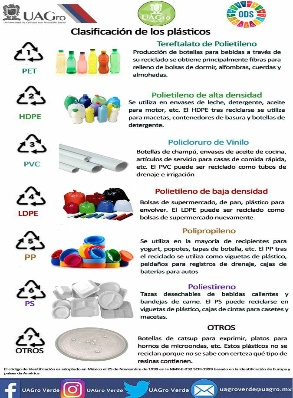 UAGro
UAGro
ODS
Clasificación de los plásticos
Tereftalato de Polietileno
Producción de botellas para bebidas a través de
su reciclado se obtiene principalmente fibras para
relleno de bolsas de dormir, alfombras, cuerdas y
almohadas.
PET
Polietileno de alta densidad
Se utiliza en envases de leche, detergente, aceite
para motor, etc. El HDPE tras reciclarse se utiliza
para macetas, contenedores de basura y botellas de
detergente.
HDPE
Policloruro de Vinilo
Botellas de champú, envases de aceite de cocina,
artículos de servicio para casas de comida rápida,
etc. El PVC puede ser reciclado como tubos de
drenaje e irrigación
PVC
Polietileno de baja densidad
Bolsas de supermercado, de pan, plástico para
envolver. El LDPE puede ser reciclado como
bolsas de supermercado nuevamente.
LDPE
Polipropileno
Se utiliza en la mayoría de recipientes para
yogurt, popotes, tapas de botella, etc. El PP tras
el reciclado se utiliza como viguetas de plástico,
peldaños para registros de drenaje, cajas de
baterías para autos
PP
Poliestireno
Tazas desechables de bebidas calientes y
bandejas de carne. El PS puede reciclarse en
viguetas de plástico, cajas de cintas para casetes y
macetas.
PS
OTROS
Botellas de catsup para exprimir, platos para
hornos de microondas, etc. Estos plásticos no se
reciclan porque no se sabe con certeza qué tipo de
resinas contienen.
OTROS
UAGro Verde
UAGro Verde
UAGro Verde
uagroverde@uagro.mx